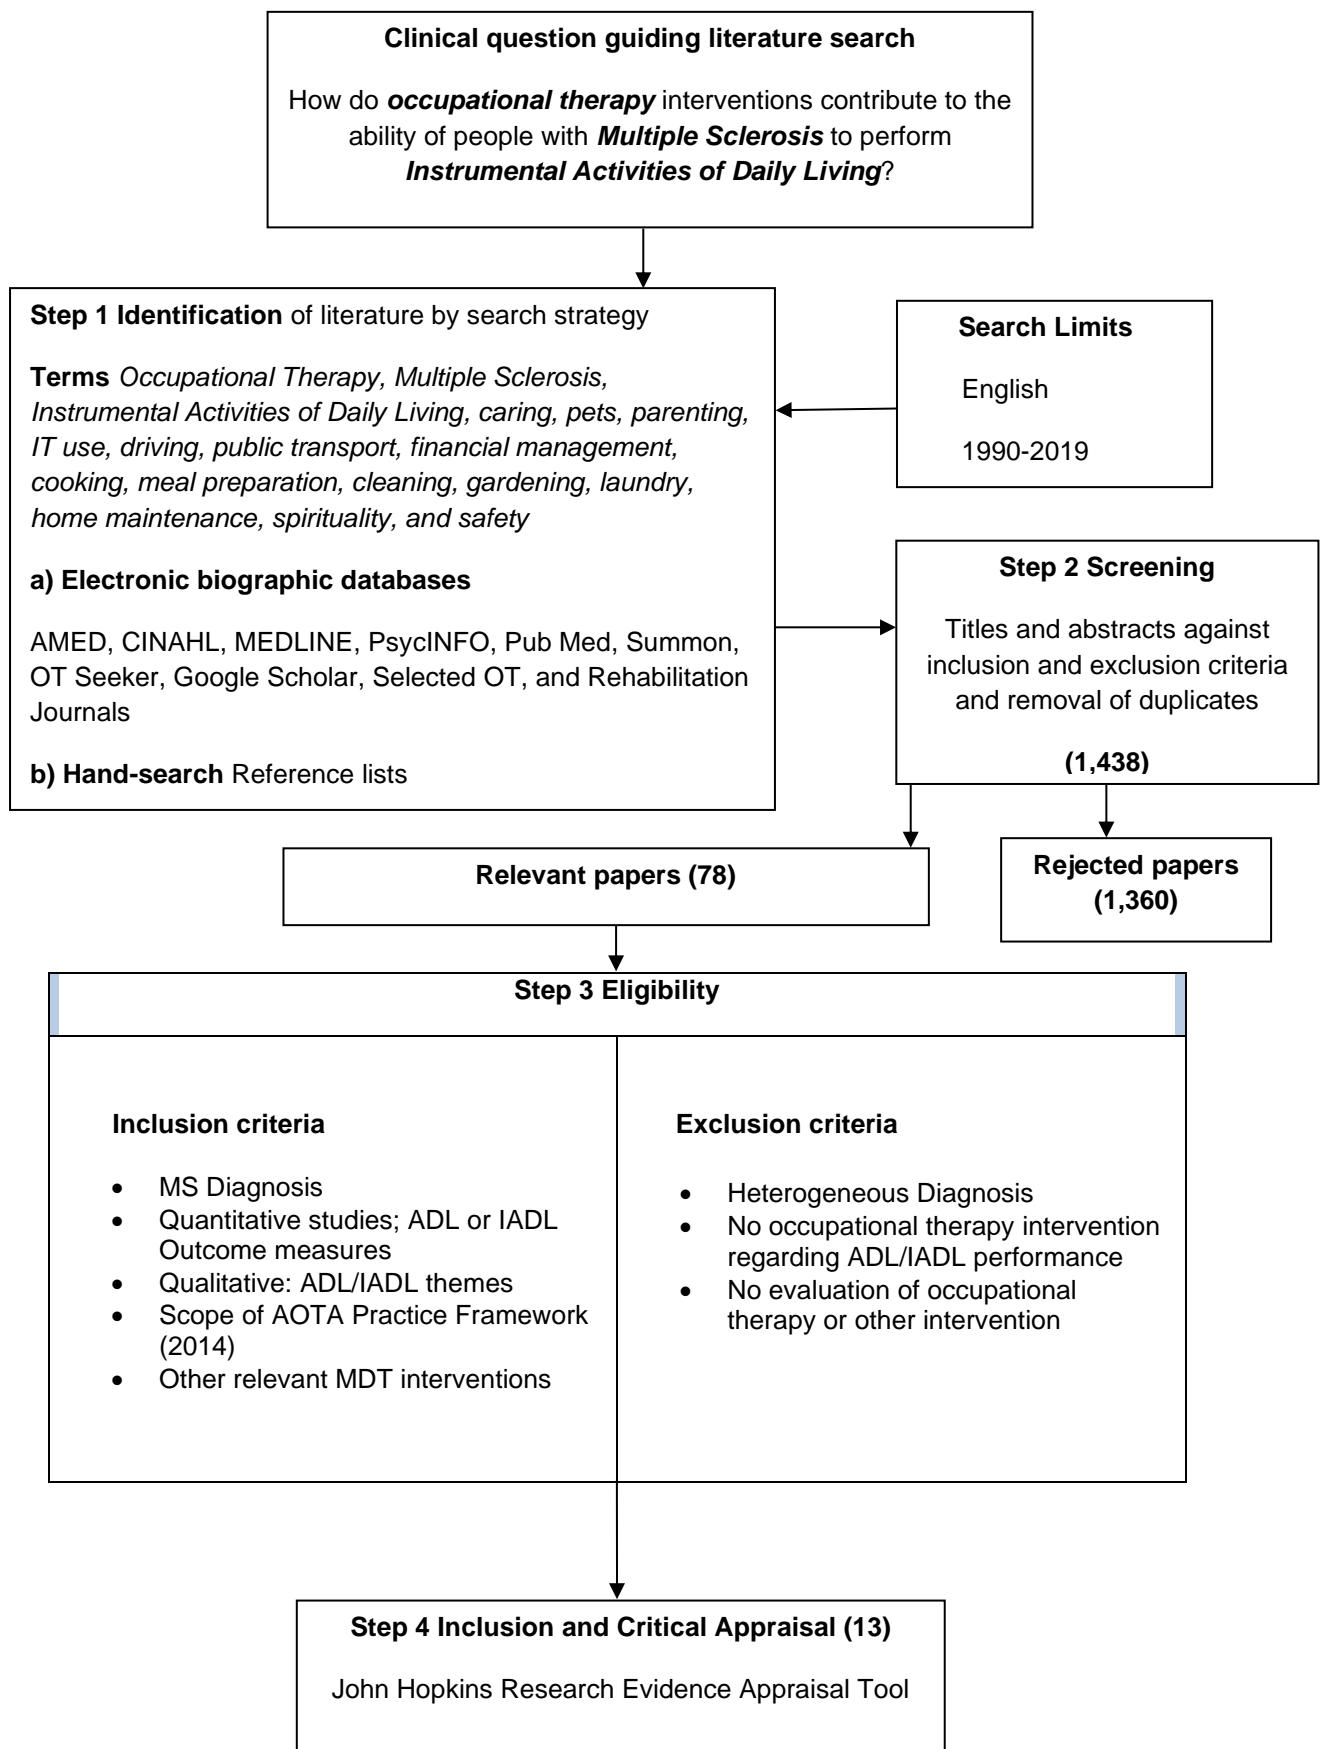 Clinical question guiding literature search
How do occupational therapy interventions contribute to the
ability of people with Multiple Sclerosis to perform
Instrumental Activities of Daily Living?
Step 1 Identification of literature by search strategy
Terms Occupational Therapy, Multiple Sclerosis,
Instrumental Activities of Daily Living, caring, pets, parenting,
IT use, driving, public transport, financial management,
cooking, meal preparation, cleaning, gardening, laundry,
home maintenance, spirituality, and safety
a) Electronic biographic databases
AMED, CINAHL, MEDLINE, PsycINFO, Pub Med, Summon,
OT Seeker, Google Scholar, Selected OT, and Rehabilitation
Journals
b) Hand-search Reference lists
Search Limits
English
1990-2019
Step 2 Screening
Titles and abstracts against
inclusion and exclusion criteria
and removal of duplicates
(1,438)
Relevant papers (78)
Rejected papers
(1,360)
Step 3 Eligibility
Inclusion criteria
• MS Diagnosis
• Quantitative studies; ADL or IADL
Outcome measures
• Qualitative: ADL/IADL themes
• Scope of AOTA Practice Framework
(2014)
• Other relevant MDT interventions
Exclusion criteria
• Heterogeneous Diagnosis
• No occupational therapy intervention
regarding ADL/IADL performance
• No evaluation of occupational
therapy or other intervention
Step 4 Inclusion and Critical Appraisal (13)
John Hopkins Research Evidence Appraisal Tool